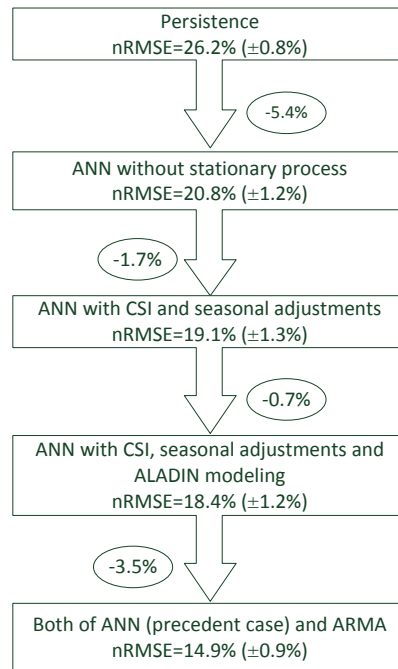 Persistence
nRMSE=26.2% (±0.8%)
-5.4%
ANN without stationary process
nRMSE=20.8% (±1.2%)
-1.7%
ANN with CSI and seasonal adjustments
nRMSE=19.1% (±1.3%)
-0.7%
ANN with CSI, seasonal adjustments and
ALADIN modeling
nRMSE=18.4% (±1.2%)
-3.5%
Both of ANN (precedent case) and ARMA
nRMSE=14.9% (±0.9%)